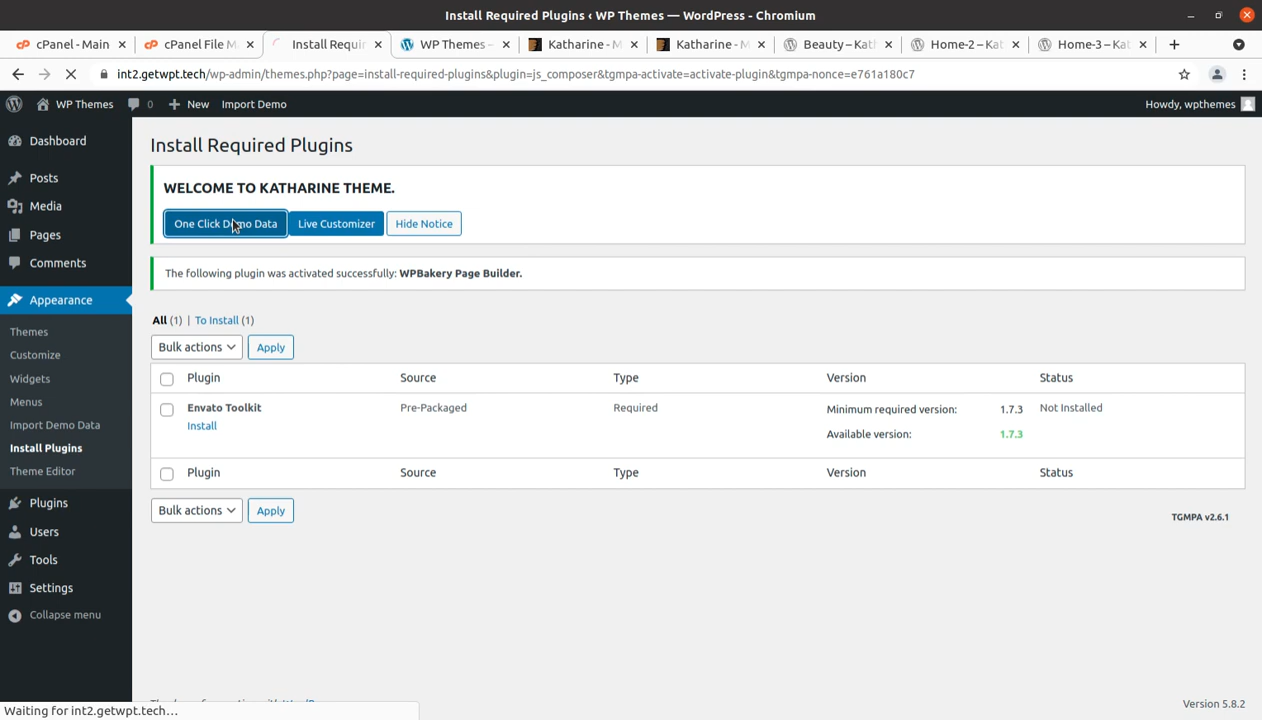 Install Required Plugins ‹ WP Themes — WordPress - Chromium
cPanel - Main
cPanel File M
Install Requir
WP Themes –
Katharine - M
Katharine - M
Beauty – Kath
Home-2 – Kat
Home-3 – Kat
int2.getwpt.tech/wp-admin/themes.php?page=install-required-plugins&plugin=js_composer&tgmpa-activate=activate-plugin&tgmpa-nonce=e761a180c7
WP Themes
0
New
Import Demo
Howdy, wpthemes
Dashboard
Posts
Media
Pages
Comments
Appearance
Themes
Customize
Widgets
Menus
Import Demo Data
Install Plugins
Theme Editor
Plugins
Users
Tools
Settings
Collapse menu
Install Required Plugins
WELCOME TO KATHARINE THEME.
One Click Demo Data
Live Customizer
Hide Notice
The following plugin was activated successfully: WPBakery Page Builder.
All (1) | To Install (1)
Bulk actions
Apply
Plugin Source Type Version Status
Envato Toolkit Pre-Packaged Required Minimum required version: 1.7.3 Not Installed
Install
Available version: 1.7.3
Plugin Source Type Version Status
Bulk actions
Apply
TGMPA v2.6.1
Version 5.8.2
Waiting for int2.getwpt.tech…